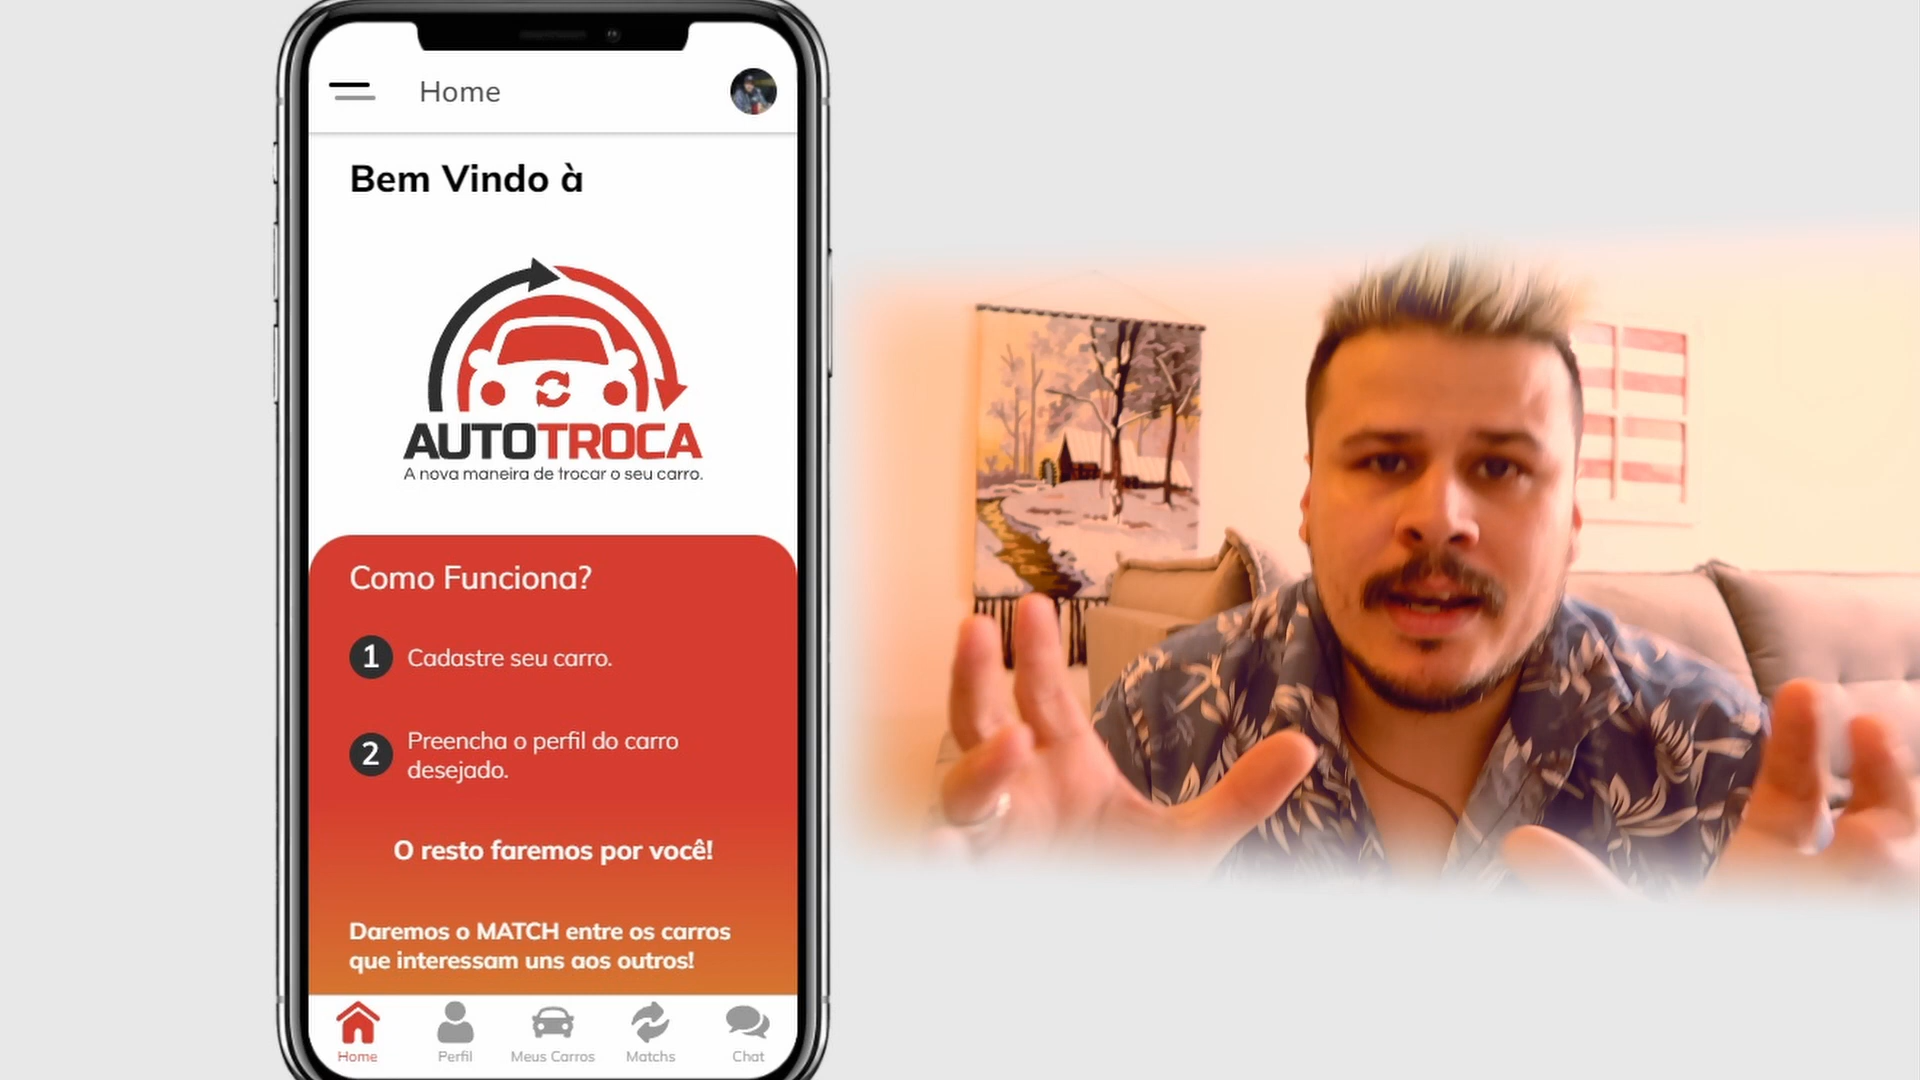 Home
Bem Vindo à
AUTOTROCA
A nova maneira de trocar o seu carro.
Como Funciona?
1 Cadastre seu carro.
2 Preencha o perfil do carro
desejado.
O resto faremos por você!
Daremos o MATCH entre os carros
que interessam uns aos outros!
Home Perfil Meus Carros Matchs Chat